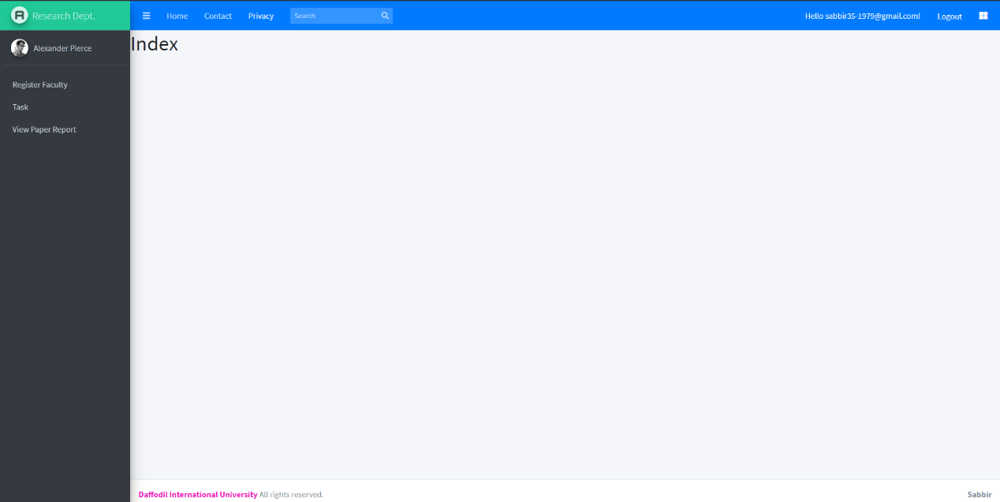 Research Dept.
Home Contact Privacy Search Hello sabbir35-1979@gmail.com! Logout
Alexander Pierce
Index
Register Faculty
Task
View Paper Report
Daffodil International University All rights reserved. Sabbir